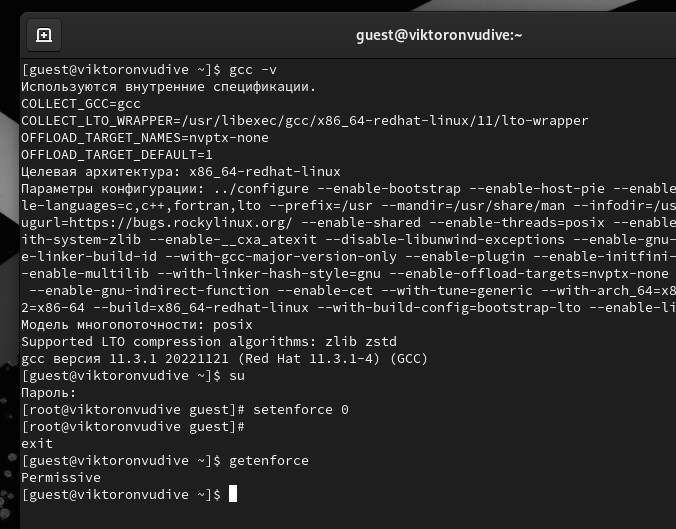 guest@viktoronvudive:~
[guest@viktoronvudive ~]$ gcc -v
Используются внутренние спецификации.
COLLECT_GCC=gcc
COLLECT_LTO_WRAPPER=/usr/libexec/gcc/x86_64-redhat-linux/11/lto-wrapper
OFFLOAD_TARGET_NAMES=nvptx-none
OFFLOAD_TARGET_DEFAULT=1
Целевая архитектура: x86_64-redhat-linux
Параметры конфигурации: ../configure --enable-bootstrap --enable-host-pie --enable
le-languages=c,c++,fortran,lto --prefix=/usr --mandir=/usr/share/man --infodir=/us
ugurl=https://bugs.rockylinux.org/ --enable-shared --enable-threads=posix --enable
ith-system-zlib --enable-__cxa_atexit --disable-libunwind-exceptions --enable-gnu-
e-linker-build-id --with-gcc-major-version-only --enable-plugin --enable-initfini-
-enable-multilib --with-linker-hash-style=gnu --enable-offload-targets=nvptx-none
--enable-gnu-indirect-function --enable-cet --with-tune=generic --with-arch_64=x8
2=x86-64 --build=x86_64-redhat-linux --with-build-config=bootstrap-lto --enable-li
Модель многопоточности: posix
Supported LTO compression algorithms: zlib zstd
gcc версия 11.3.1 20221121 (Red Hat 11.3.1-4) (GCC)
[guest@viktoronvudive ~]$ su
Пароль:
[root@viktoronvudive guest]# setenforce 0
[root@viktoronvudive guest]#
exit
[guest@viktoronvudive ~]$ getenforce
Permissive
[guest@viktoronvudive ~]$